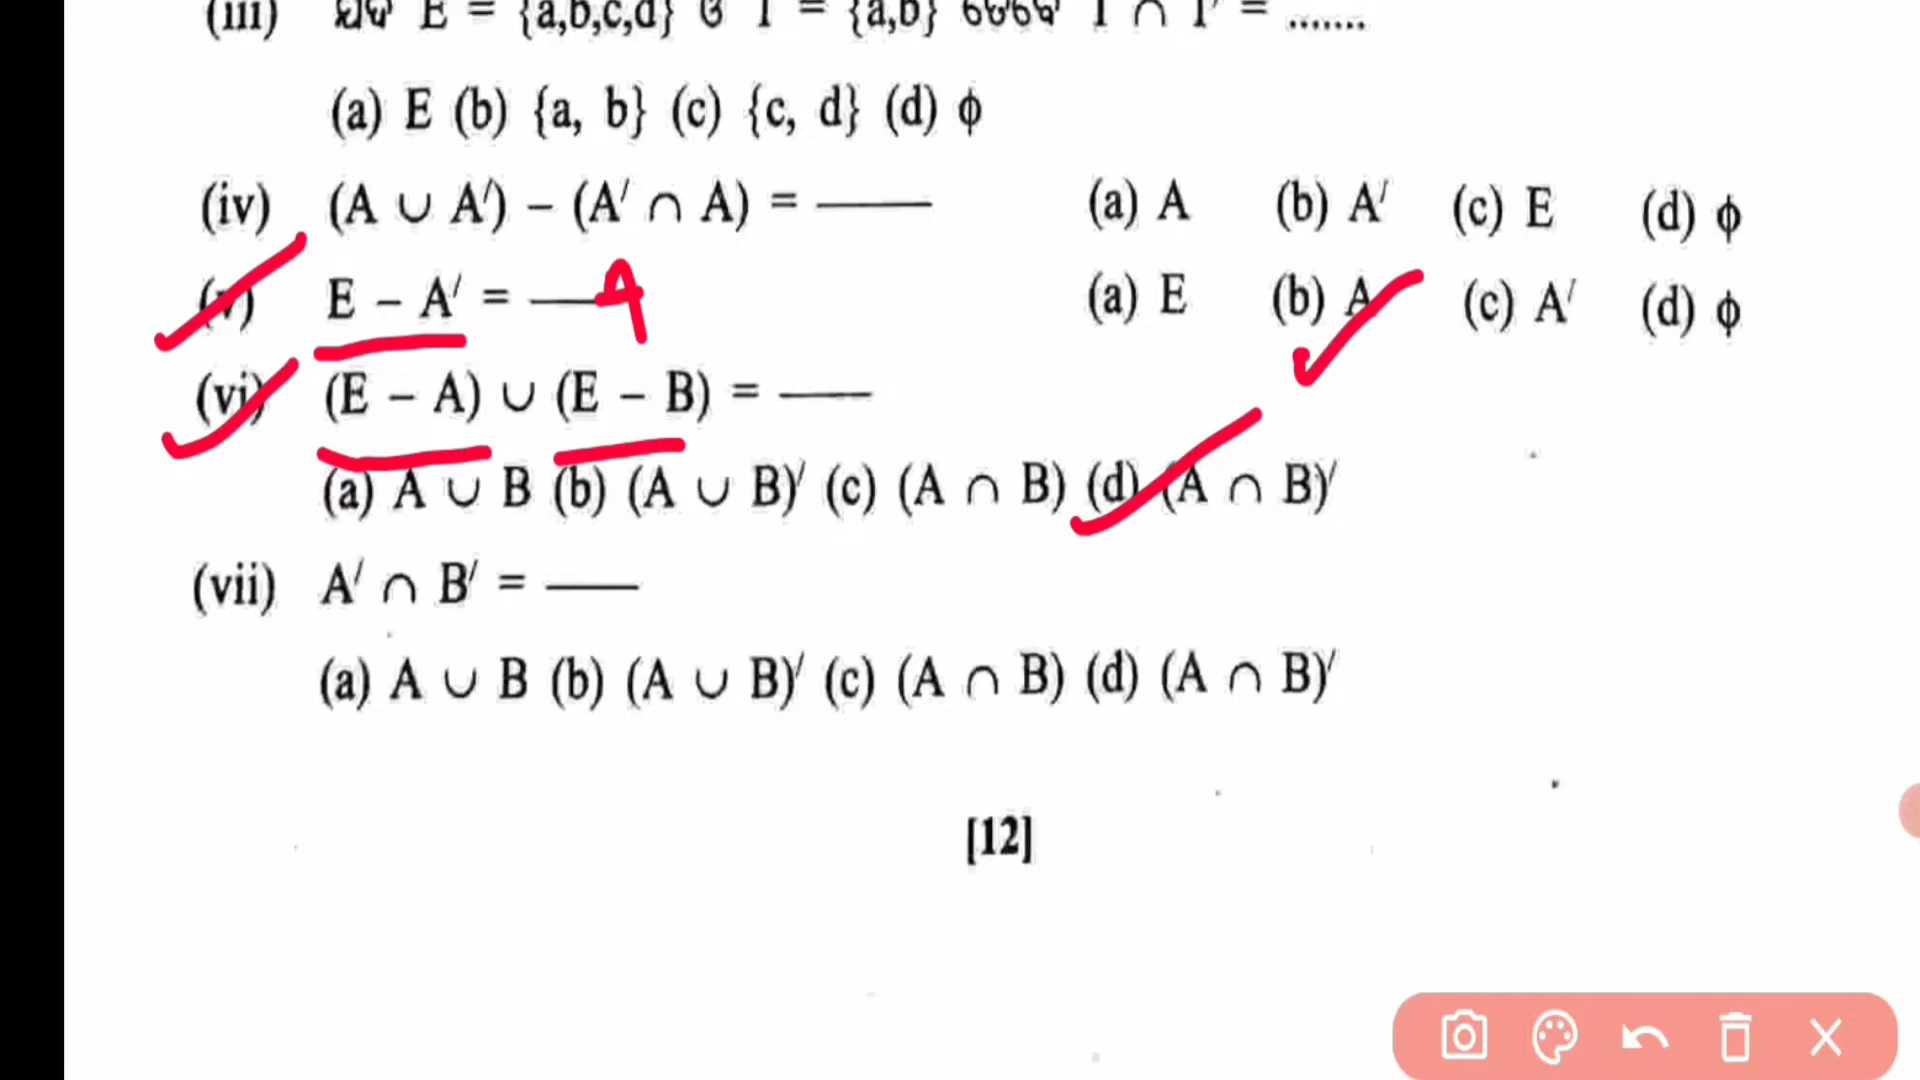 (iii) ଯଦି E = {a,b,c,d} ଓ T = {a,b} ତେବେ T ∩ T′ = .......
(a) E (b) {a, b} (c) {c, d} (d) ϕ
(iv) (A ∪ A′) – (A′ ∩ A) = —— (a) A (b) A′ (c) E (d) ϕ
(v) E – A′ = —— A (a) E (b) A (c) A′ (d) ϕ
(vi) (E – A) ∪ (E – B) = ——
(a) A ∪ B (b) (A ∪ B)′ (c) (A ∩ B) (d) (A ∩ B)′
(vii) A′ ∩ B′ = ——
(a) A ∪ B (b) (A ∪ B)′ (c) (A ∩ B) (d) (A ∩ B)′
[12]